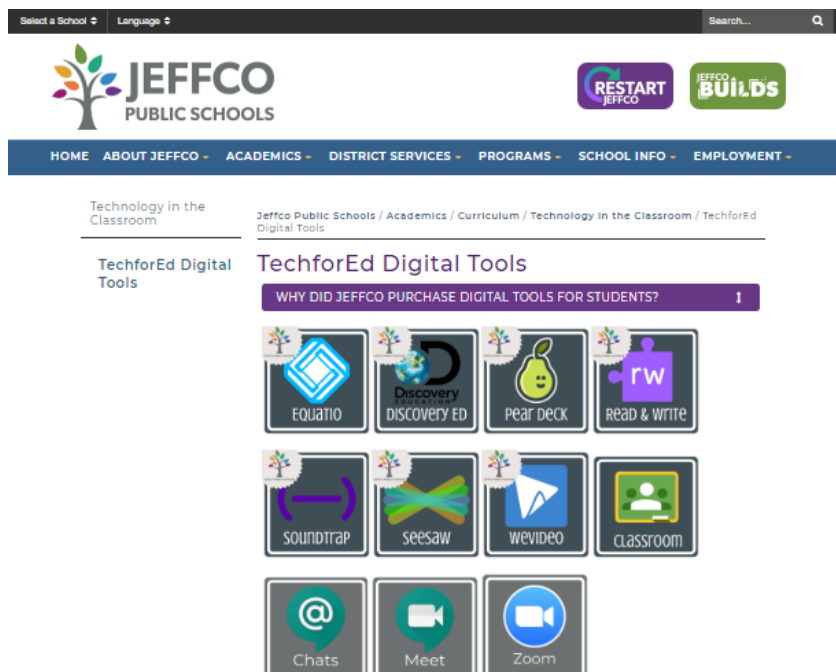 Select a School Language Search...
JEFFCO
PUBLIC SCHOOLS
RESTART
JEFFCO
JEFFCO
BUILDS
HOME ABOUT JEFFCO ACADEMICS DISTRICT SERVICES PROGRAMS SCHOOL INFO EMPLOYMENT
Technology in the
Classroom
TechforEd Digital
Tools
Jeffco Public Schools / Academics / Curriculum / Technology in the Classroom / TechforEd
Digital Tools
TechforEd Digital Tools
WHY DID JEFFCO PURCHASE DIGITAL TOOLS FOR STUDENTS?
EQUATIO
D
Discovery
EDUCATION
DISCOVERY ED
Pear Deck
rw
Read & Write
SOUNDTRAP
seesaw
wevideo
CLASSROOM
@
Chats
Meet
Zoom